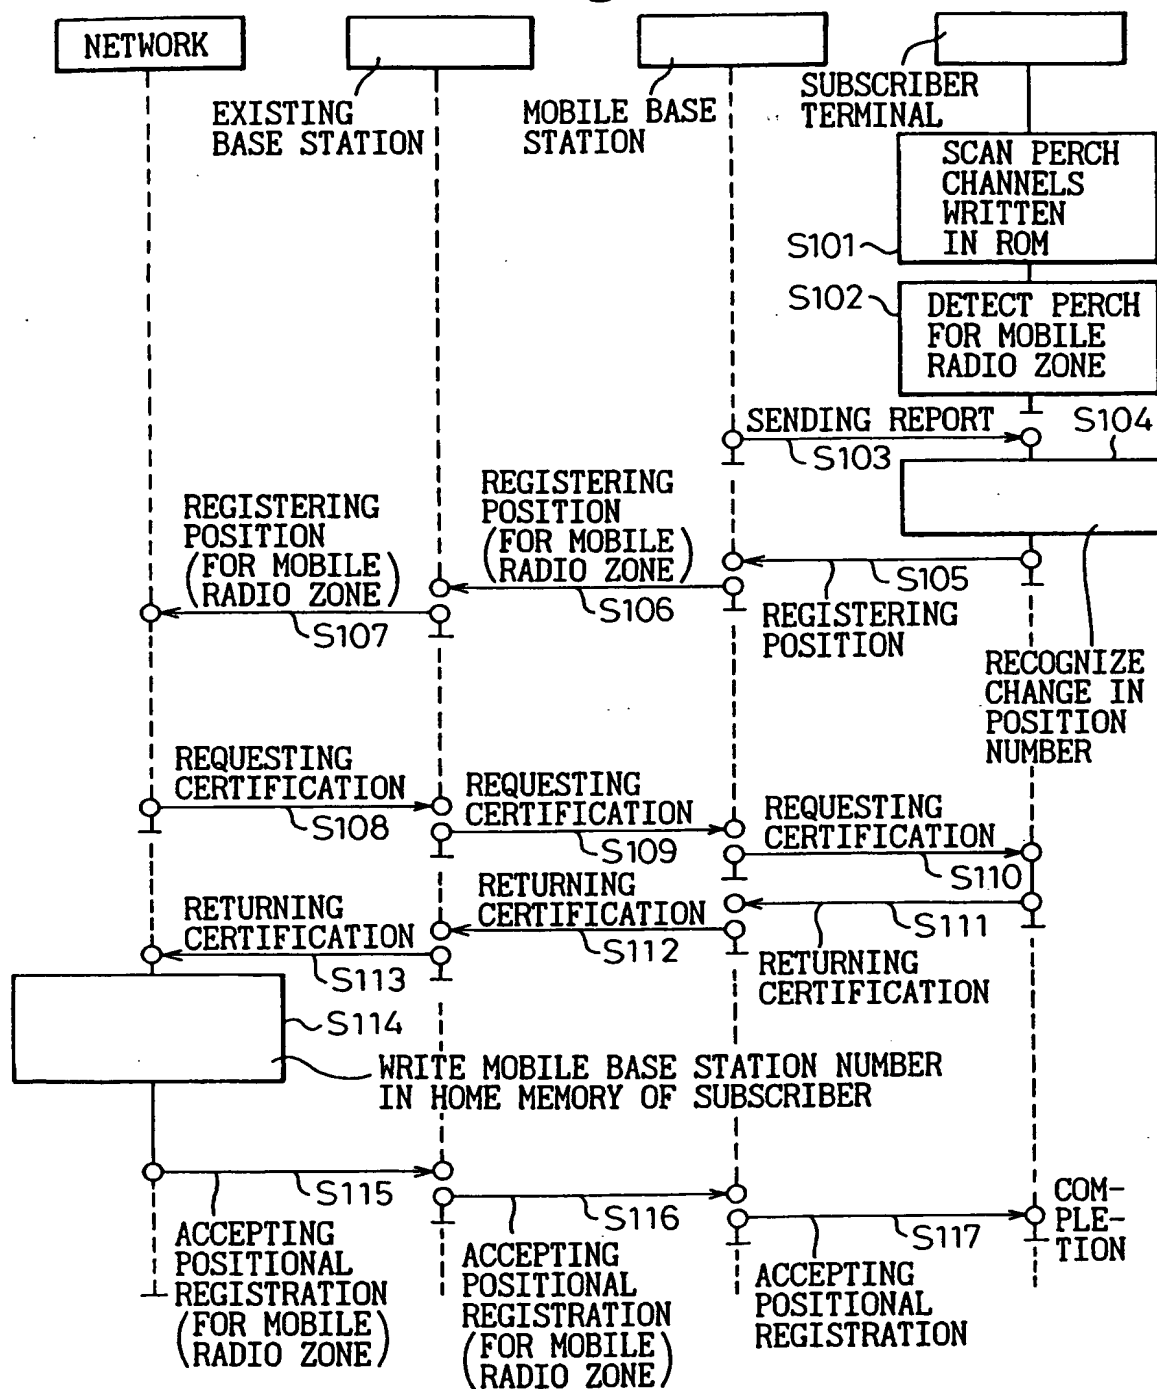 NETWORK
EXISTING
BASE STATION
MOBILE BASE
STATION
SUBSCRIBER
TERMINAL
SCAN PERCH
CHANNELS
WRITTEN
IN ROM
S101
S102
DETECT PERCH
FOR MOBILE
RADIO ZONE
SENDING REPORT
S103
S104
REGISTERING
POSITION
(FOR MOBILE)
(RADIO ZONE)
S107
REGISTERING
POSITION
(FOR MOBILE)
(RADIO ZONE)
S106
S105
REGISTERING
POSITION
RECOGNIZE
CHANGE IN
POSITION
NUMBER
REQUESTING
CERTIFICATION
S108
REQUESTING
CERTIFICATION
S109
REQUESTING
CERTIFICATION
S110
RETURNING
CERTIFICATION
S113
RETURNING
CERTIFICATION
S112
S111
RETURNING
CERTIFICATION
S114
WRITE MOBILE BASE STATION NUMBER
IN HOME MEMORY OF SUBSCRIBER
S115
ACCEPTING
POSITIONAL
REGISTRATION
(FOR MOBILE)
(RADIO ZONE)
S116
ACCEPTING
POSITIONAL
REGISTRATION
(FOR MOBILE)
(RADIO ZONE)
S117
ACCEPTING
POSITIONAL
REGISTRATION
COM-
PLE-
TION